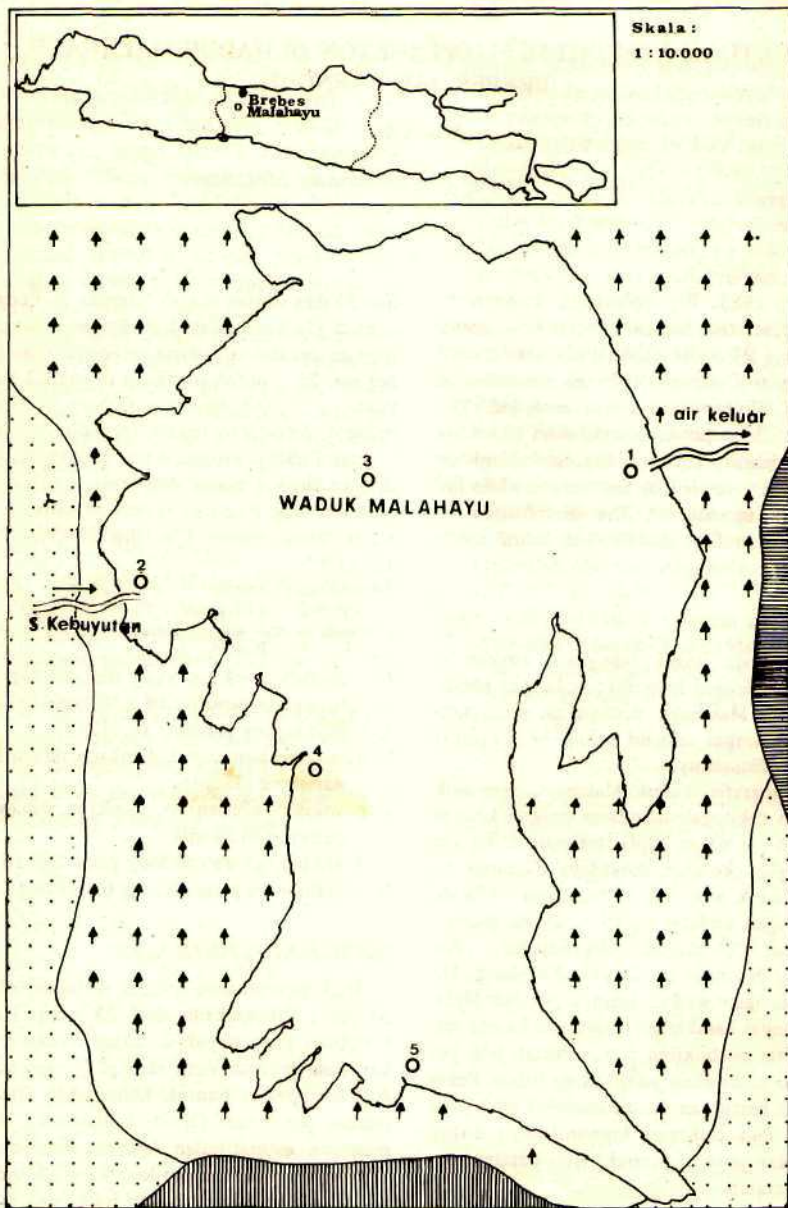 Skala :
1 : 10.000
Brebes
Malahayu
air keluar
1
3
WADUK MALAHAYU
2
S. Kebuyutan
4
5